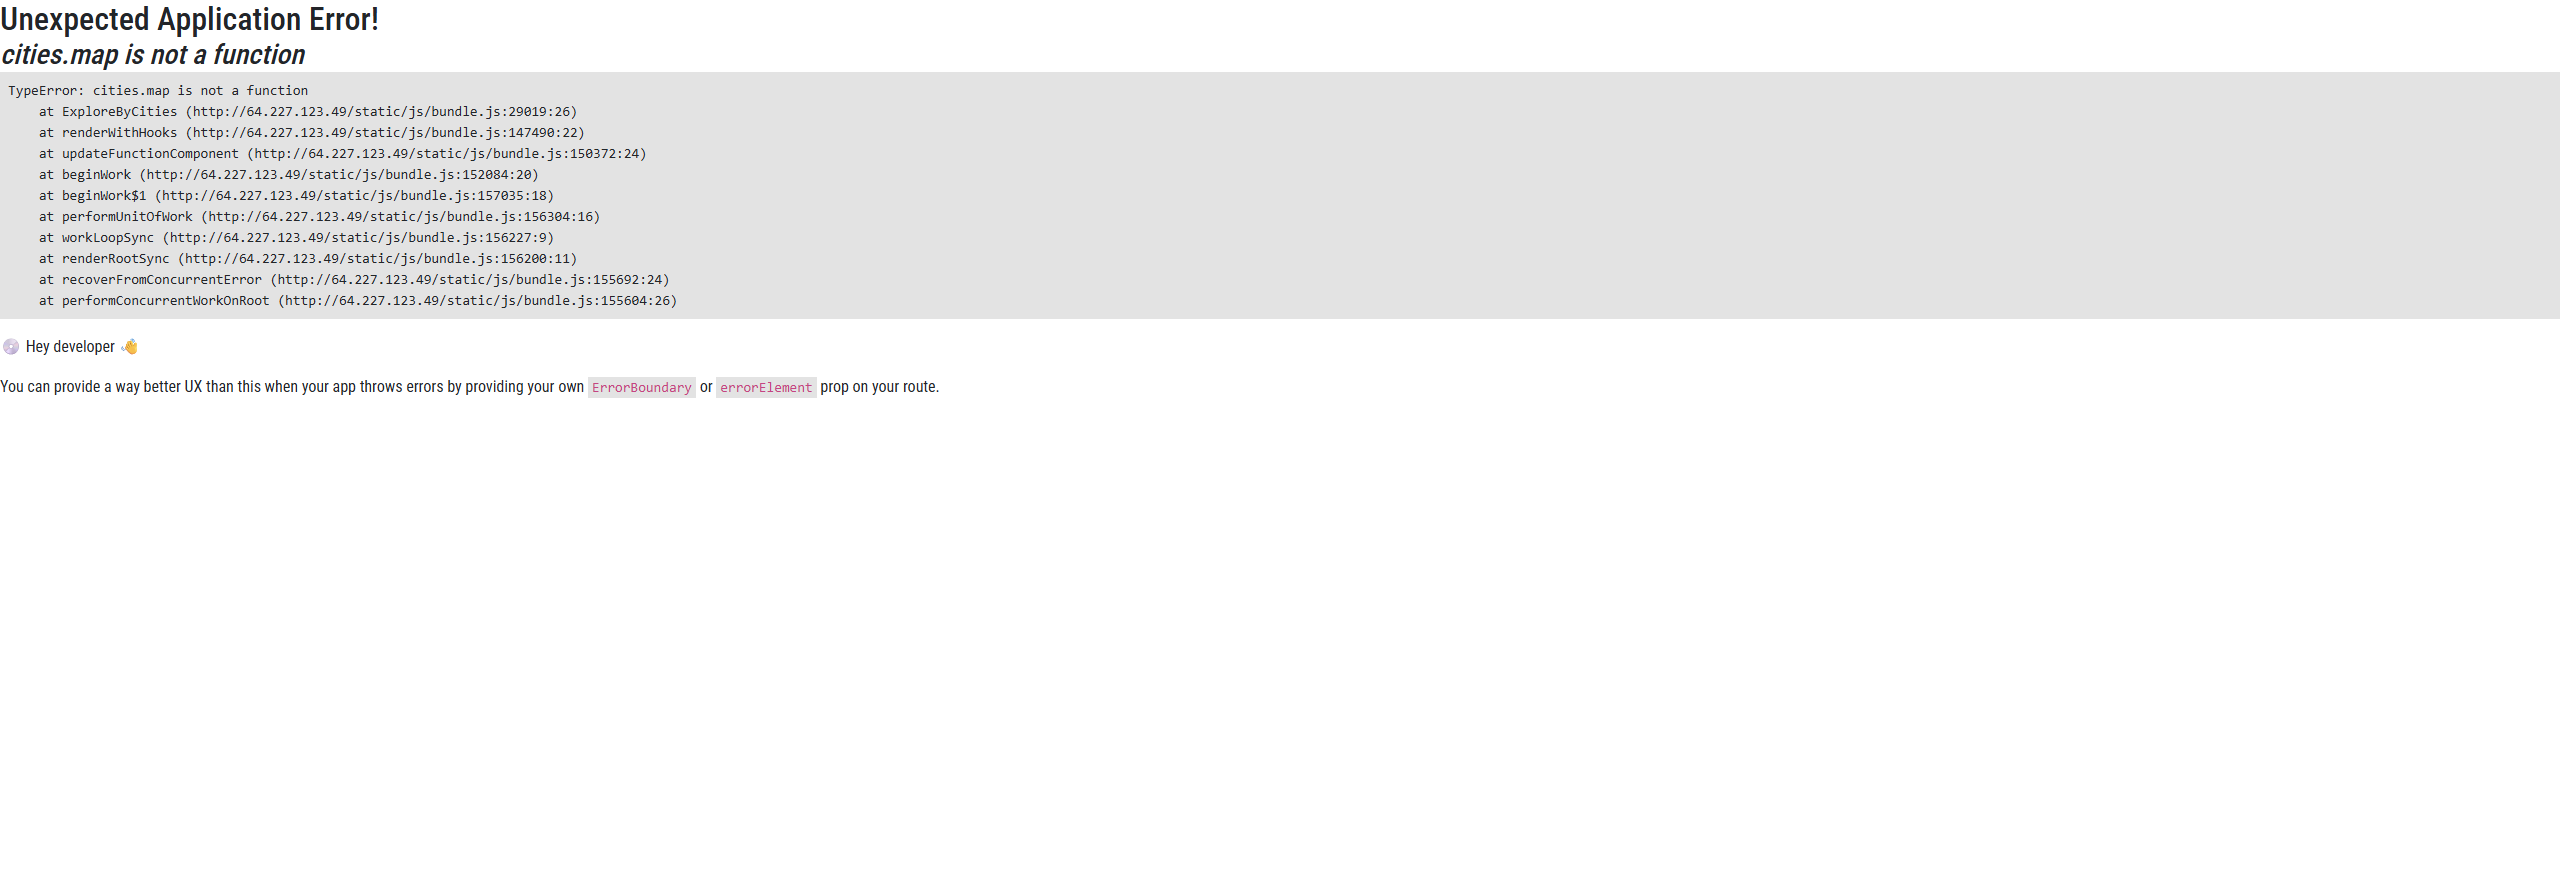 Unexpected Application Error!
cities.map is not a function
TypeError: cities.map is not a function
    at ExploreByCities (http://64.227.123.49/static/js/bundle.js:29019:26)
    at renderWithHooks (http://64.227.123.49/static/js/bundle.js:147490:22)
    at updateFunctionComponent (http://64.227.123.49/static/js/bundle.js:150372:24)
    at beginWork (http://64.227.123.49/static/js/bundle.js:152084:20)
    at beginWork$1 (http://64.227.123.49/static/js/bundle.js:157035:18)
    at performUnitOfWork (http://64.227.123.49/static/js/bundle.js:156304:16)
    at workLoopSync (http://64.227.123.49/static/js/bundle.js:156227:9)
    at renderRootSync (http://64.227.123.49/static/js/bundle.js:156200:11)
    at recoverFromConcurrentError (http://64.227.123.49/static/js/bundle.js:155692:24)
    at performConcurrentWorkOnRoot (http://64.227.123.49/static/js/bundle.js:155604:26)
💿 Hey developer 👋
You can provide a way better UX than this when your app throws errors by providing your own ErrorBoundary or errorElement prop on your route.